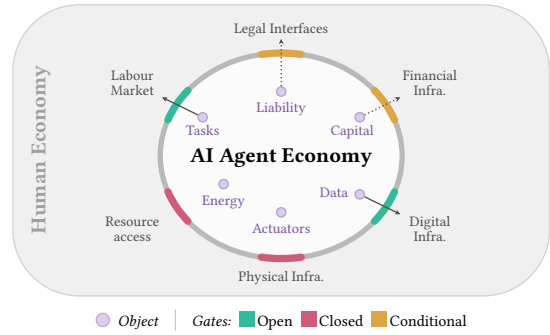 Legal Interfaces
Labour
Market
Financial
Infra.
Liability
Tasks
Capital
Human Economy
AI Agent Economy
Energy
Data
Actuators
Resource
access
Digital
Infra.
Physical Infra.
Object
Gates: Open Closed Conditional